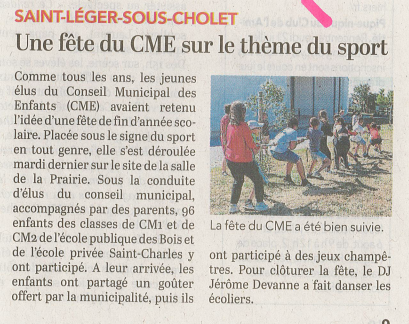 SAINT-LÉGER-SOUS-CHOLET
Une fête du CME sur le thème du sport
Comme tous les ans, les jeunes
élus du Conseil Municipal des
Enfants (CME) avaient retenu
l'idée d'une fête de fin d'année sco-
laire. Placée sous le signe du sport
en tout genre, elle s'est déroulée
mardi dernier sur le site de la salle
de la Prairie. Sous la conduite
d'élus du conseil municipal,
accompagnés par des parents, 96
enfants des classes de CM1 et de
CM2 de l'école publique des Bois et
de l'école privée Saint-Charles y
ont participé. A leur arrivée, les
enfants ont partagé un goûter
offert par la municipalité, puis ils
La fête du CME a été bien suivie.
ont participé à des jeux champê-
tres. Pour clôturer la fête, le DJ
Jérôme Devanne a fait danser les
écoliers.